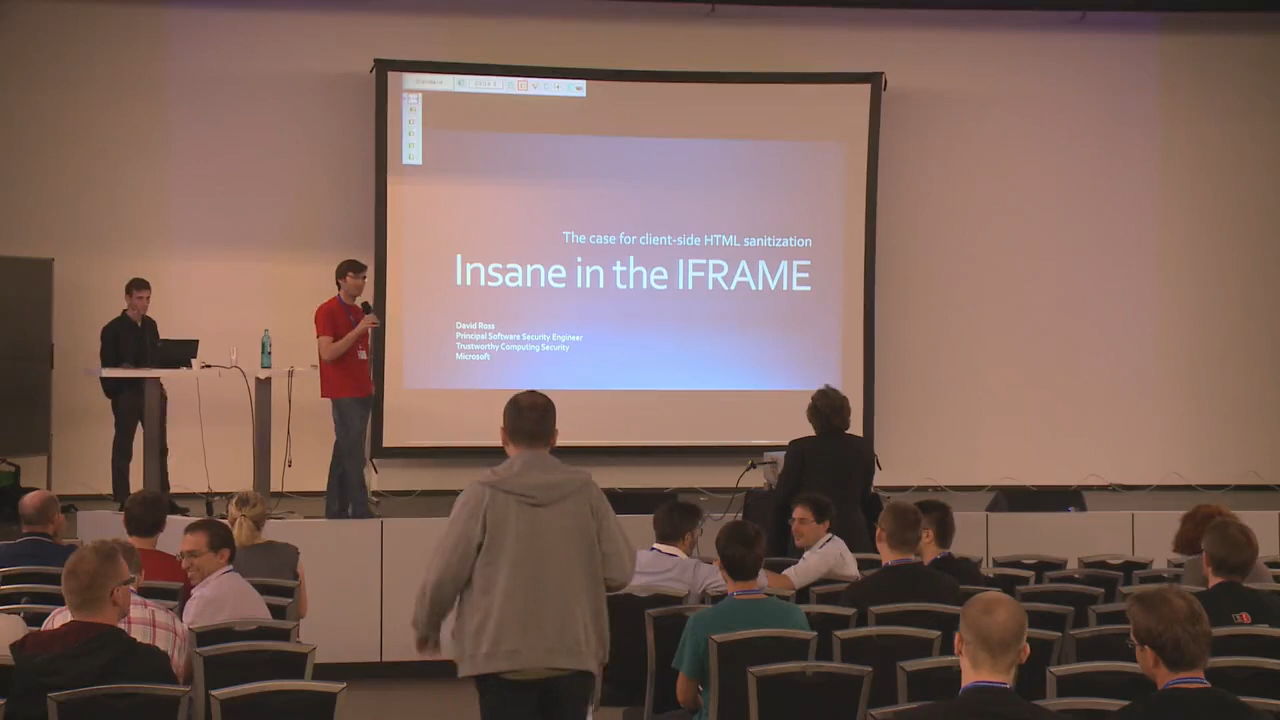 The case for client-side HTML sanitization
Insane in the IFRAME
David Ross
Principal Software Security Engineer
Trustworthy Computing Security
Microsoft